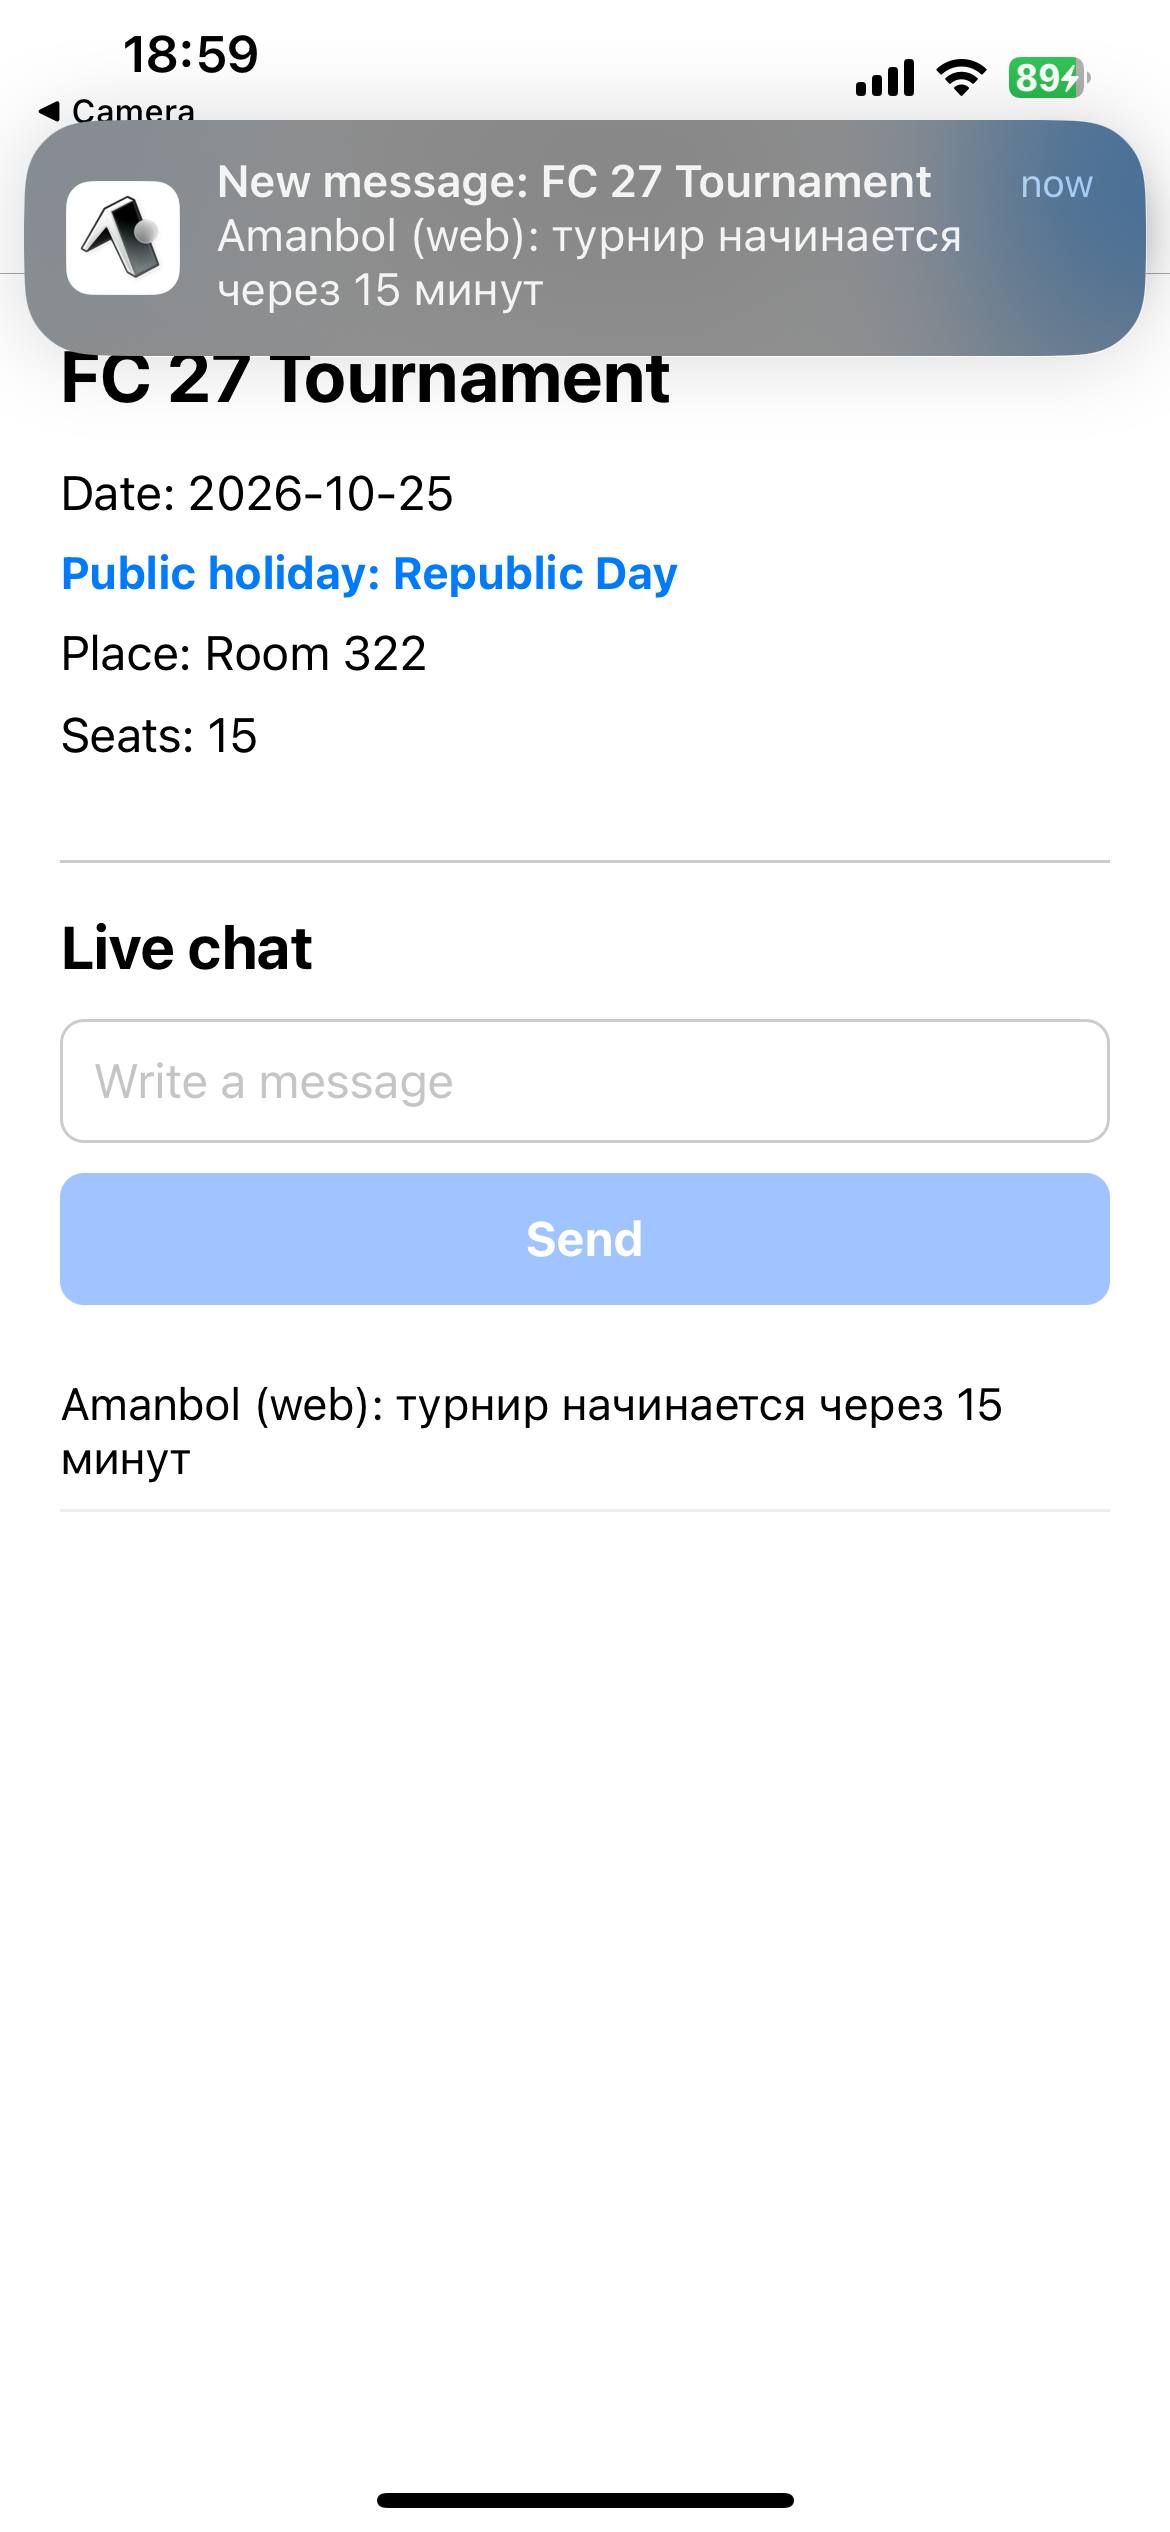 18:59
89
◀ Camera
New message: FC 27 Tournament
now
Amanbol (web): турнир начинается
через 15 минут
FC 27 Tournament
Date: 2026-10-25
Public holiday: Republic Day
Place: Room 322
Seats: 15
Live chat
Write a message
Send
Amanbol (web): турнир начинается через 15
минут